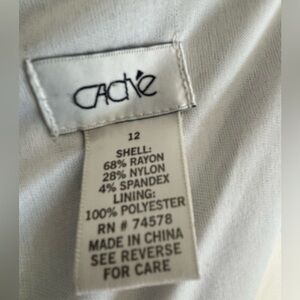 CACHÉ
12
SHELL:
68% RAYON
28% NYLON
4% SPANDEX
LINING:
100% POLYESTER
RN # 74578
MADE IN CHINA
SEE REVERSE
FOR CARE